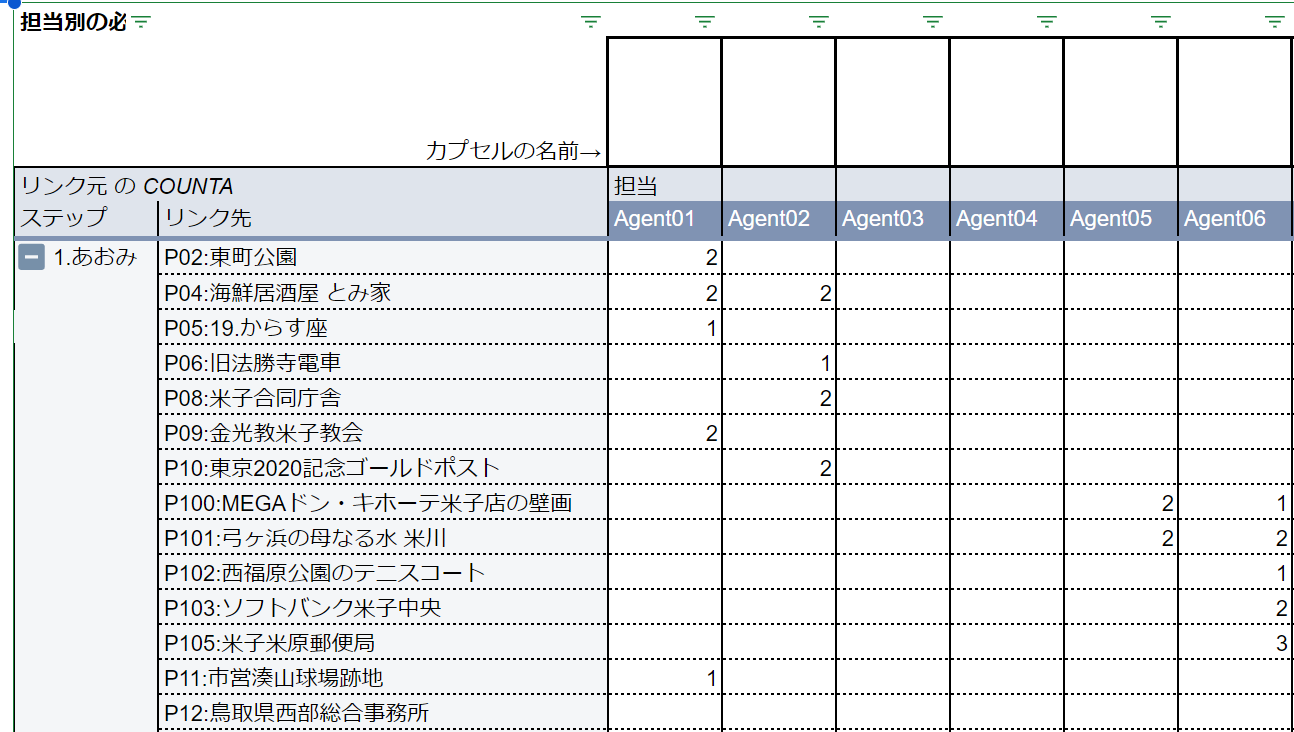 担当別の必
カプセルの名前→
リンク元 の COUNTA 担当
ステップ リンク先 Agent01 Agent02 Agent03 Agent04 Agent05 Agent06
1.あおみ P02:東町公園 2
P04:海鮮居酒屋 とみ家 2 2
P05:19.からす座 1
P06:旧法勝寺電車 1
P08:米子合同庁舎 2
P09:金光教米子教会 2
P10:東京2020記念ゴールドポスト 2
P100:MEGAドン・キホーテ米子店の壁画 2 1
P101:弓ヶ浜の母なる水 米川 2 2
P102:西福原公園のテニスコート 1
P103:ソフトバンク米子中央 2
P105:米子米原郵便局 3
P11:市営湊山球場跡地 1
P12:鳥取県西部総合事務所